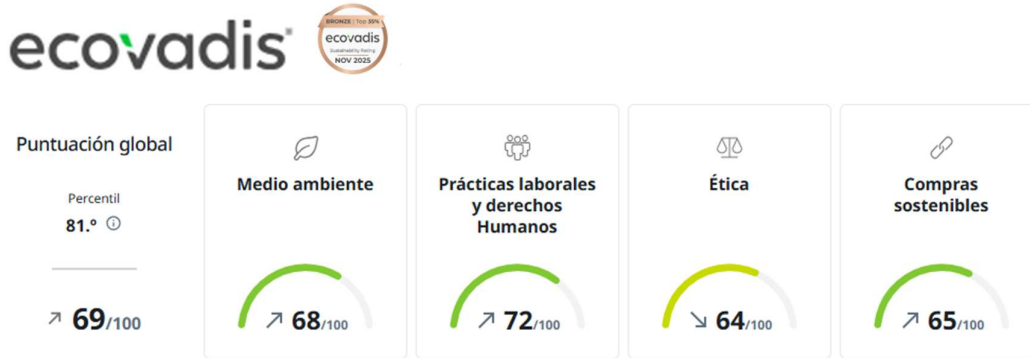 ecovadis
BRONZE | Top 35%
ecovadis
Sustainability Rating
NOV 2025
Puntuación global
Percentil
81.º
69/100
Medio ambiente
68/100
Prácticas laborales
y derechos
Humanos
72/100
Ética
64/100
Compras
sostenibles
65/100